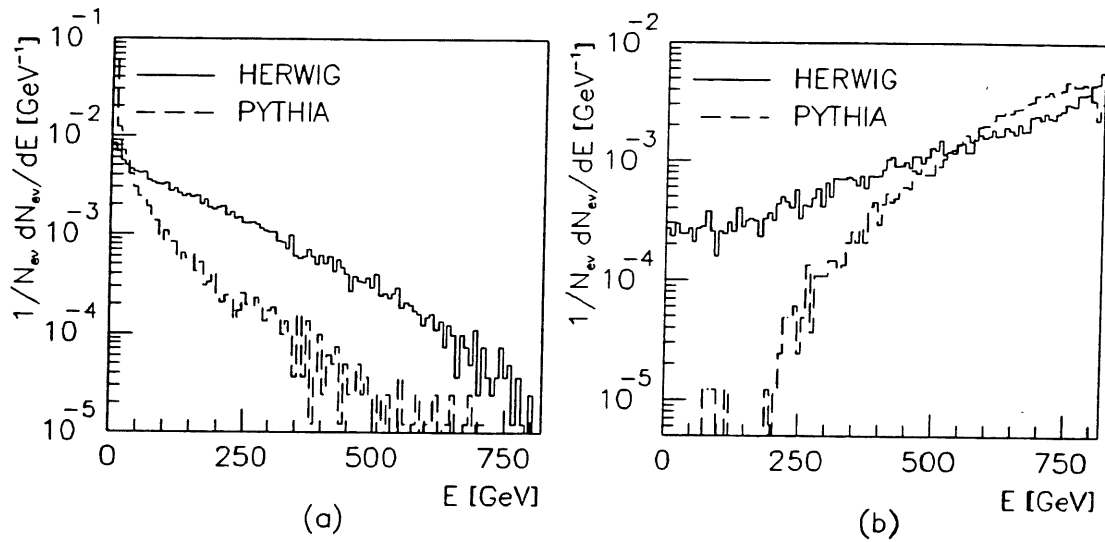 10⁻¹
10⁻²
10⁻³
10⁻⁴
10⁻⁵
1/N_ev dN_ev/dE [GeV⁻¹]
HERWIG
PYTHIA
0 250 500 750
E [GeV]
(a)
10⁻²
10⁻³
10⁻⁴
10⁻⁵
1/N_ev dN_ev/dE [GeV⁻¹]
HERWIG
PYTHIA
0 250 500 750
E [GeV]
(b)